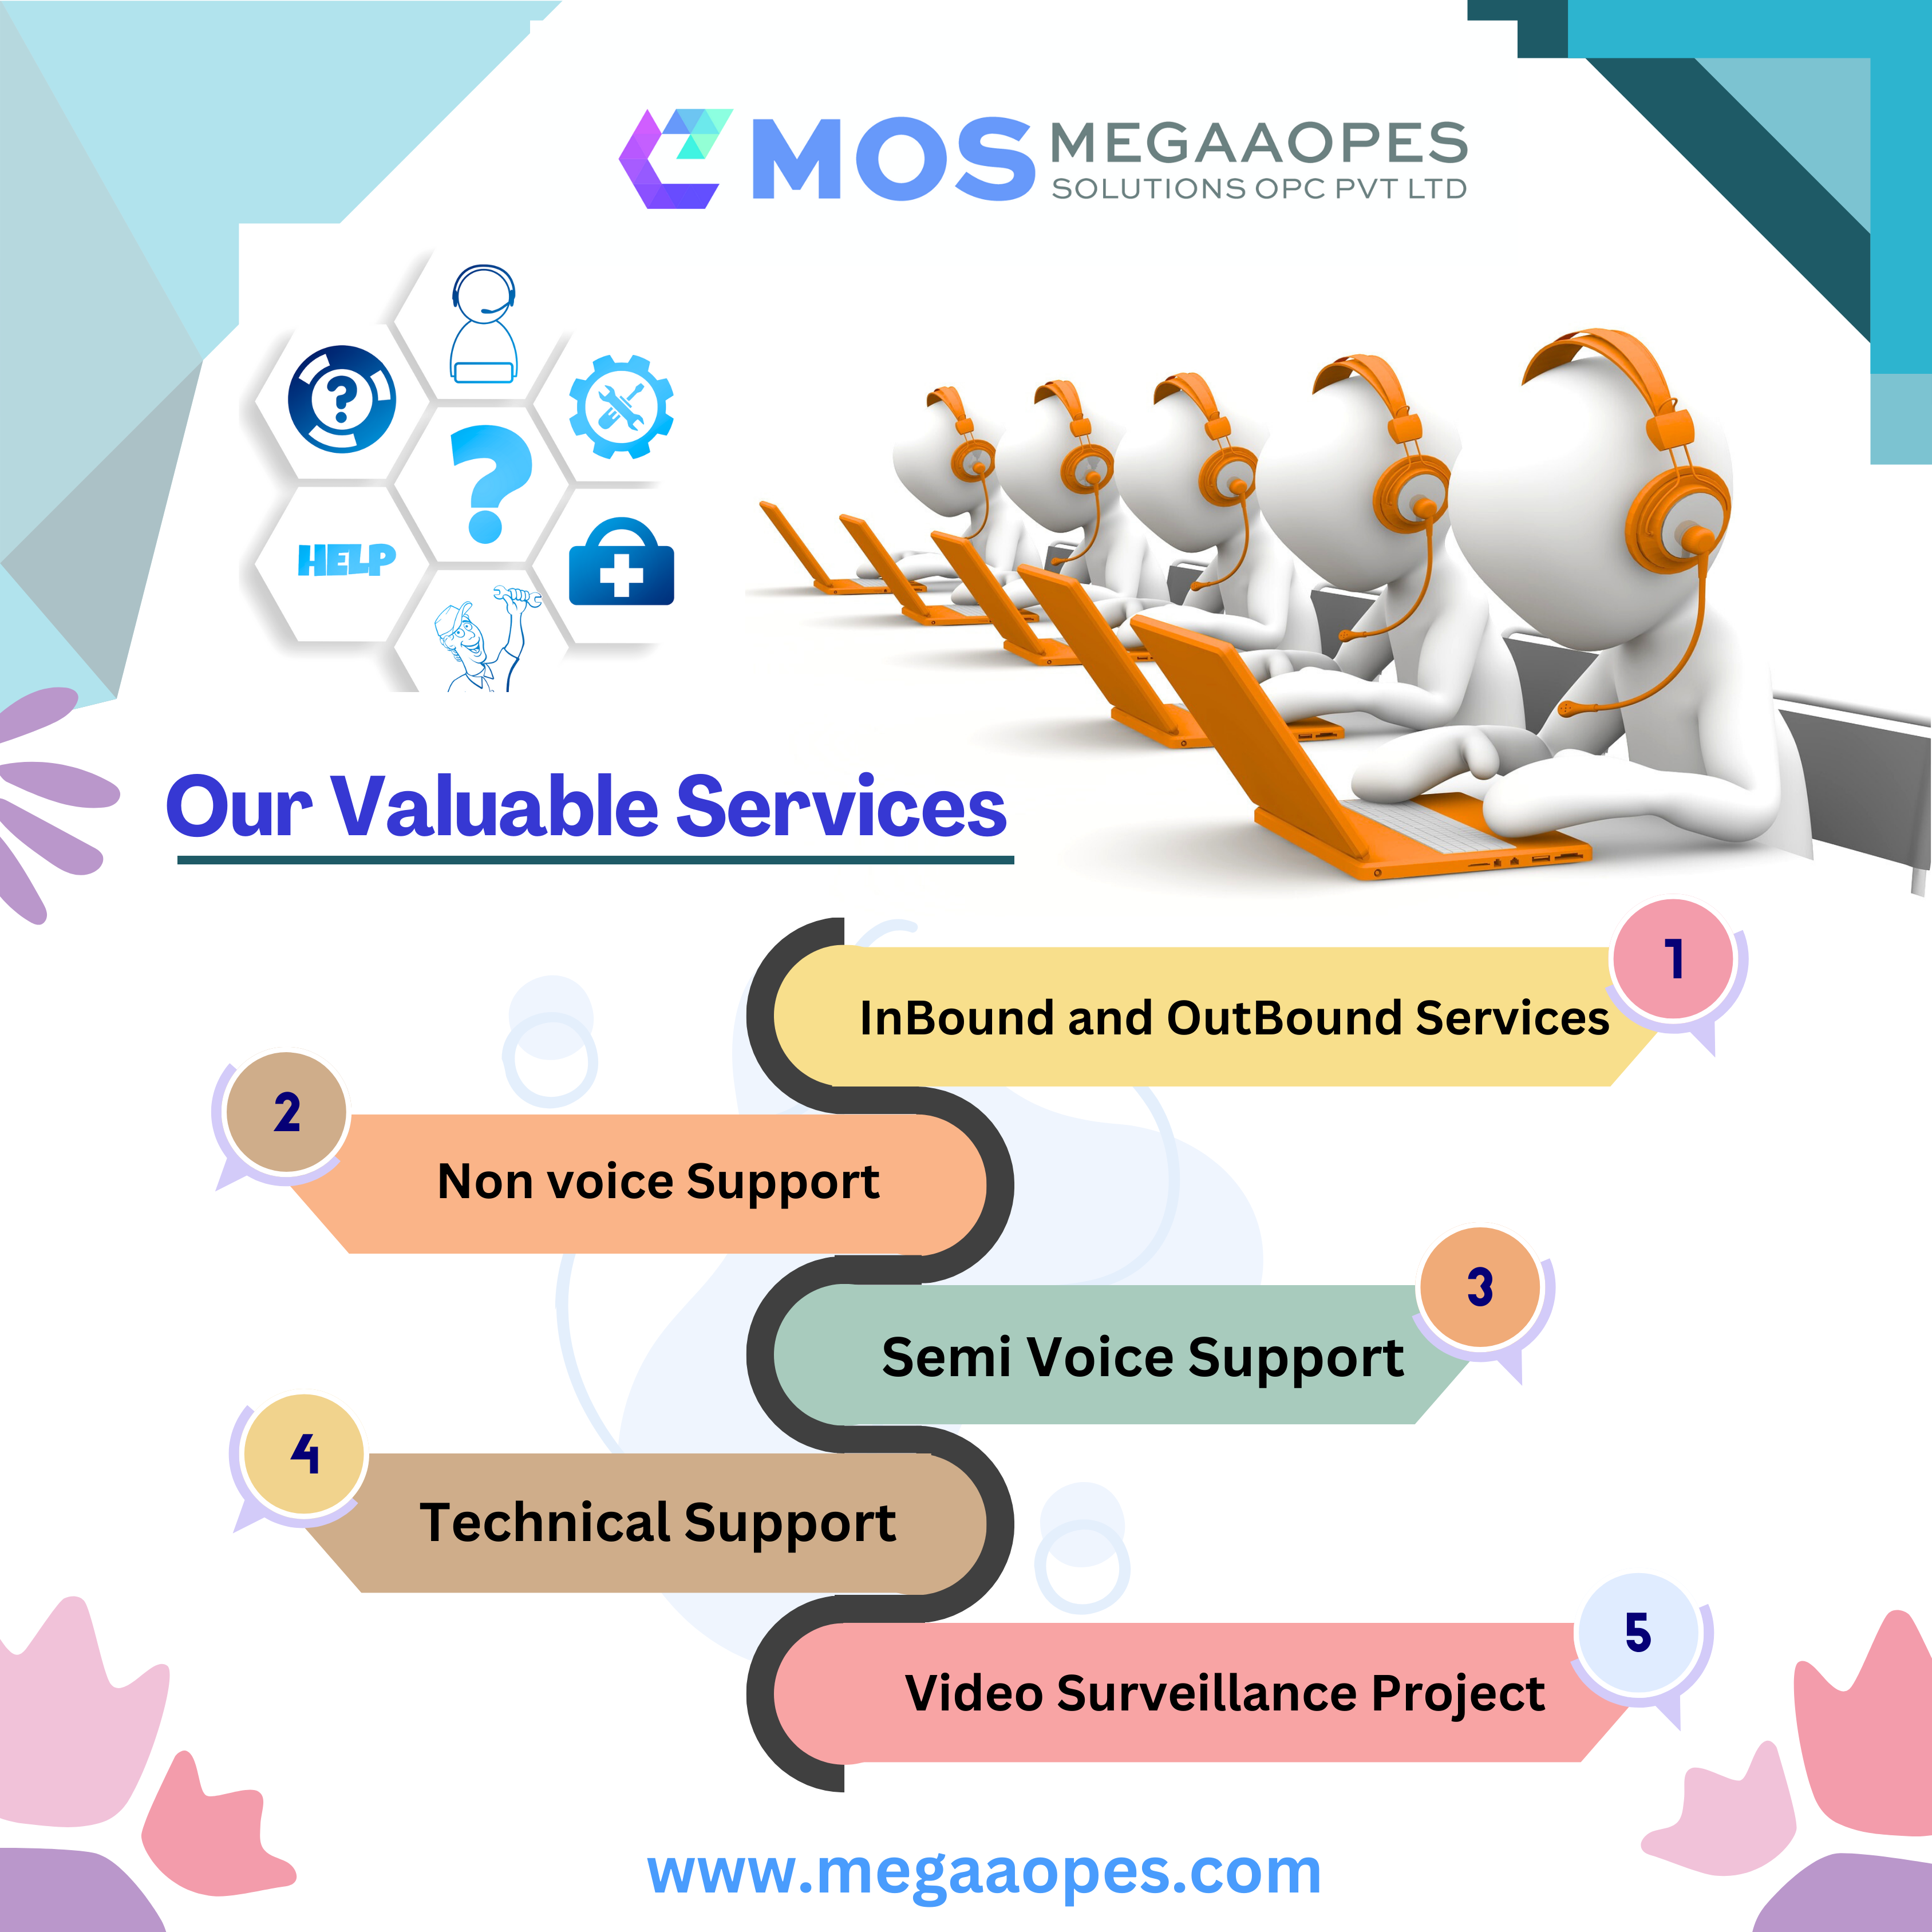 MOS MEGAAOPES
SOLUTIONS OPC PVT LTD
?
?
HELP
Our Valuable Services
1
InBound and OutBound Services
2
Non voice Support
3
Semi Voice Support
4
Technical Support
5
Video Surveillance Project
www.megaaopes.com